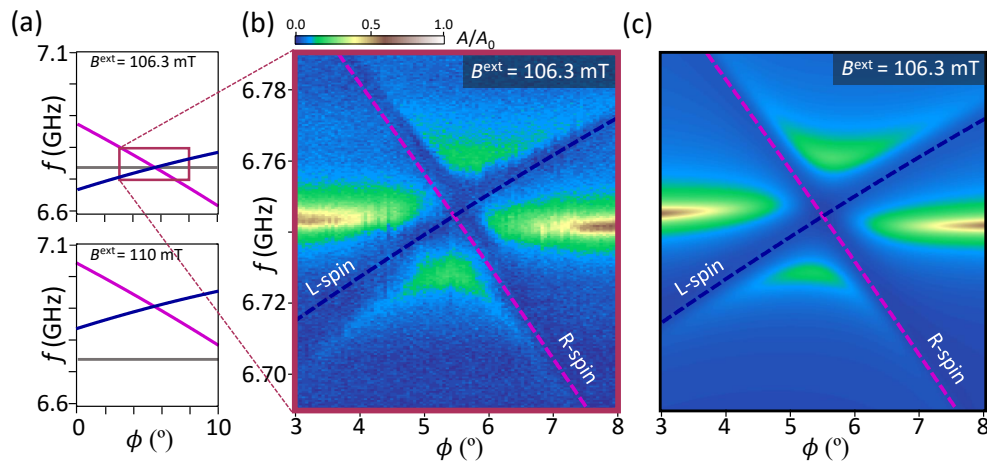 (a)
7.1
Bᵉˣᵗ = 106.3 mT
f (GHz)
6.6
7.1
Bᵉˣᵗ = 110 mT
f (GHz)
6.6
0
10
ϕ (º)
(b)
0.0
0.5
1.0
A/A₀
Bᵉˣᵗ = 106.3 mT
6.78
6.76
6.74
6.72
6.70
f (GHz)
L-spin
R-spin
3
4
5
6
7
8
ϕ (º)
(c)
Bᵉˣᵗ = 106.3 mT
L-spin
R-spin
3
4
5
6
7
8
ϕ (º)